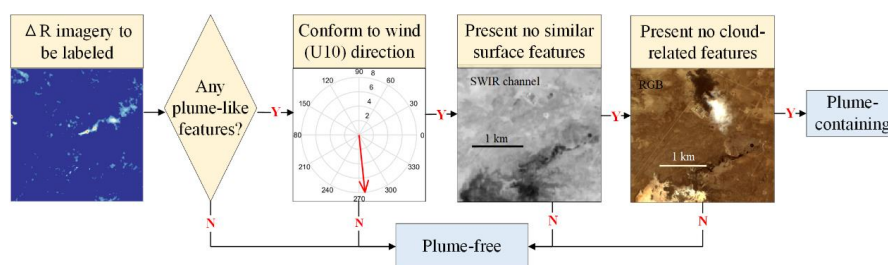 Δ R imagery to
be labeled
Any
plume-like
features?
Y
Conform to wind
(U10) direction
90
8
120
60
6
150
4
30
2
80
0
210
330
240
300
270
Y
Present no similar
surface features
SWIR channel
1 km
Y
Present no cloud-
related features
RGB
1 km
Y
Plume-
containing
N
N
N
N
Plume-free